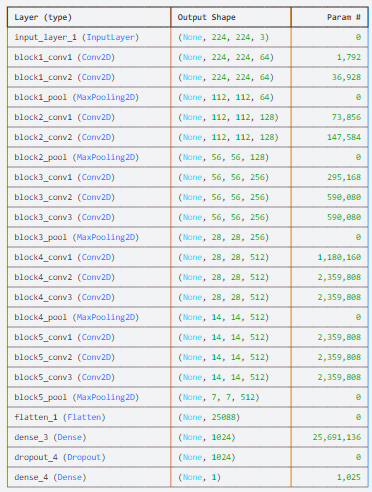 Layer (type) Output Shape Param #
input_layer_1 (InputLayer) (None, 224, 224, 3) 0
block1_conv1 (Conv2D) (None, 224, 224, 64) 1,792
block1_conv2 (Conv2D) (None, 224, 224, 64) 36,928
block1_pool (MaxPooling2D) (None, 112, 112, 64) 0
block2_conv1 (Conv2D) (None, 112, 112, 128) 73,856
block2_conv2 (Conv2D) (None, 112, 112, 128) 147,584
block2_pool (MaxPooling2D) (None, 56, 56, 128) 0
block3_conv1 (Conv2D) (None, 56, 56, 256) 295,168
block3_conv2 (Conv2D) (None, 56, 56, 256) 590,080
block3_conv3 (Conv2D) (None, 56, 56, 256) 590,080
block3_pool (MaxPooling2D) (None, 28, 28, 256) 0
block4_conv1 (Conv2D) (None, 28, 28, 512) 1,180,160
block4_conv2 (Conv2D) (None, 28, 28, 512) 2,359,808
block4_conv3 (Conv2D) (None, 28, 28, 512) 2,359,808
block4_pool (MaxPooling2D) (None, 14, 14, 512) 0
block5_conv1 (Conv2D) (None, 14, 14, 512) 2,359,808
block5_conv2 (Conv2D) (None, 14, 14, 512) 2,359,808
block5_conv3 (Conv2D) (None, 14, 14, 512) 2,359,808
block5_pool (MaxPooling2D) (None, 7, 7, 512) 0
flatten_1 (Flatten) (None, 25088) 0
dense_3 (Dense) (None, 1024) 25,691,136
dropout_4 (Dropout) (None, 1024) 0
dense_4 (Dense) (None, 1) 1,025